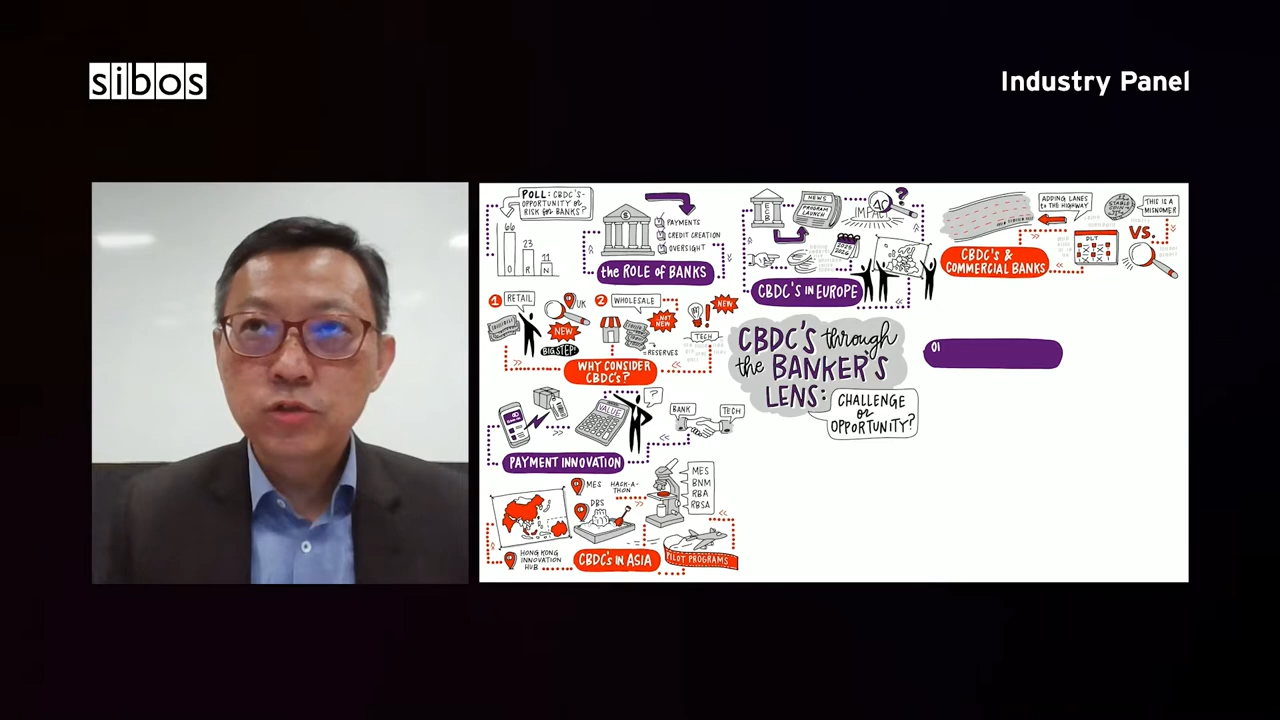 sibos
Industry Panel
POLL: CBDC'S-
OPPORTUNITY or
RISK for BANKS?
66
23
11
O
R
N
PAYMENTS
CREDIT CREATION
OVERSIGHT
the ROLE of BANKS
NEWS
PROGRAM
LAUNCH
IMPACT
?
CBDC'S IN EUROPE
ADDING LANES
to the HIGHWAY
STABLE
COIN
THIS IS A
MISNOMER
DLT
VS.
CBDC'S &
COMMERCIAL BANKS
1
RETAIL
UK
NEW
BIG STEP!
2
WHOLESALE
NOT
NEW
=RESERVES
NEW
TECH
WHY CONSIDER
CBDC'S?
CBDC'S through
the BANKER'S
LENS:
CHALLENGE
or
OPPORTUNITY?
01
VALUE
?
BANK
TECH
PAYMENT INNOVATION
MES
HACK-A-
THON
DBS
MES
BNM
RBA
RBSA
HONG KONG
INNOVATION
HUB
CBDC'S IN ASIA
PILOT PROGRAMS